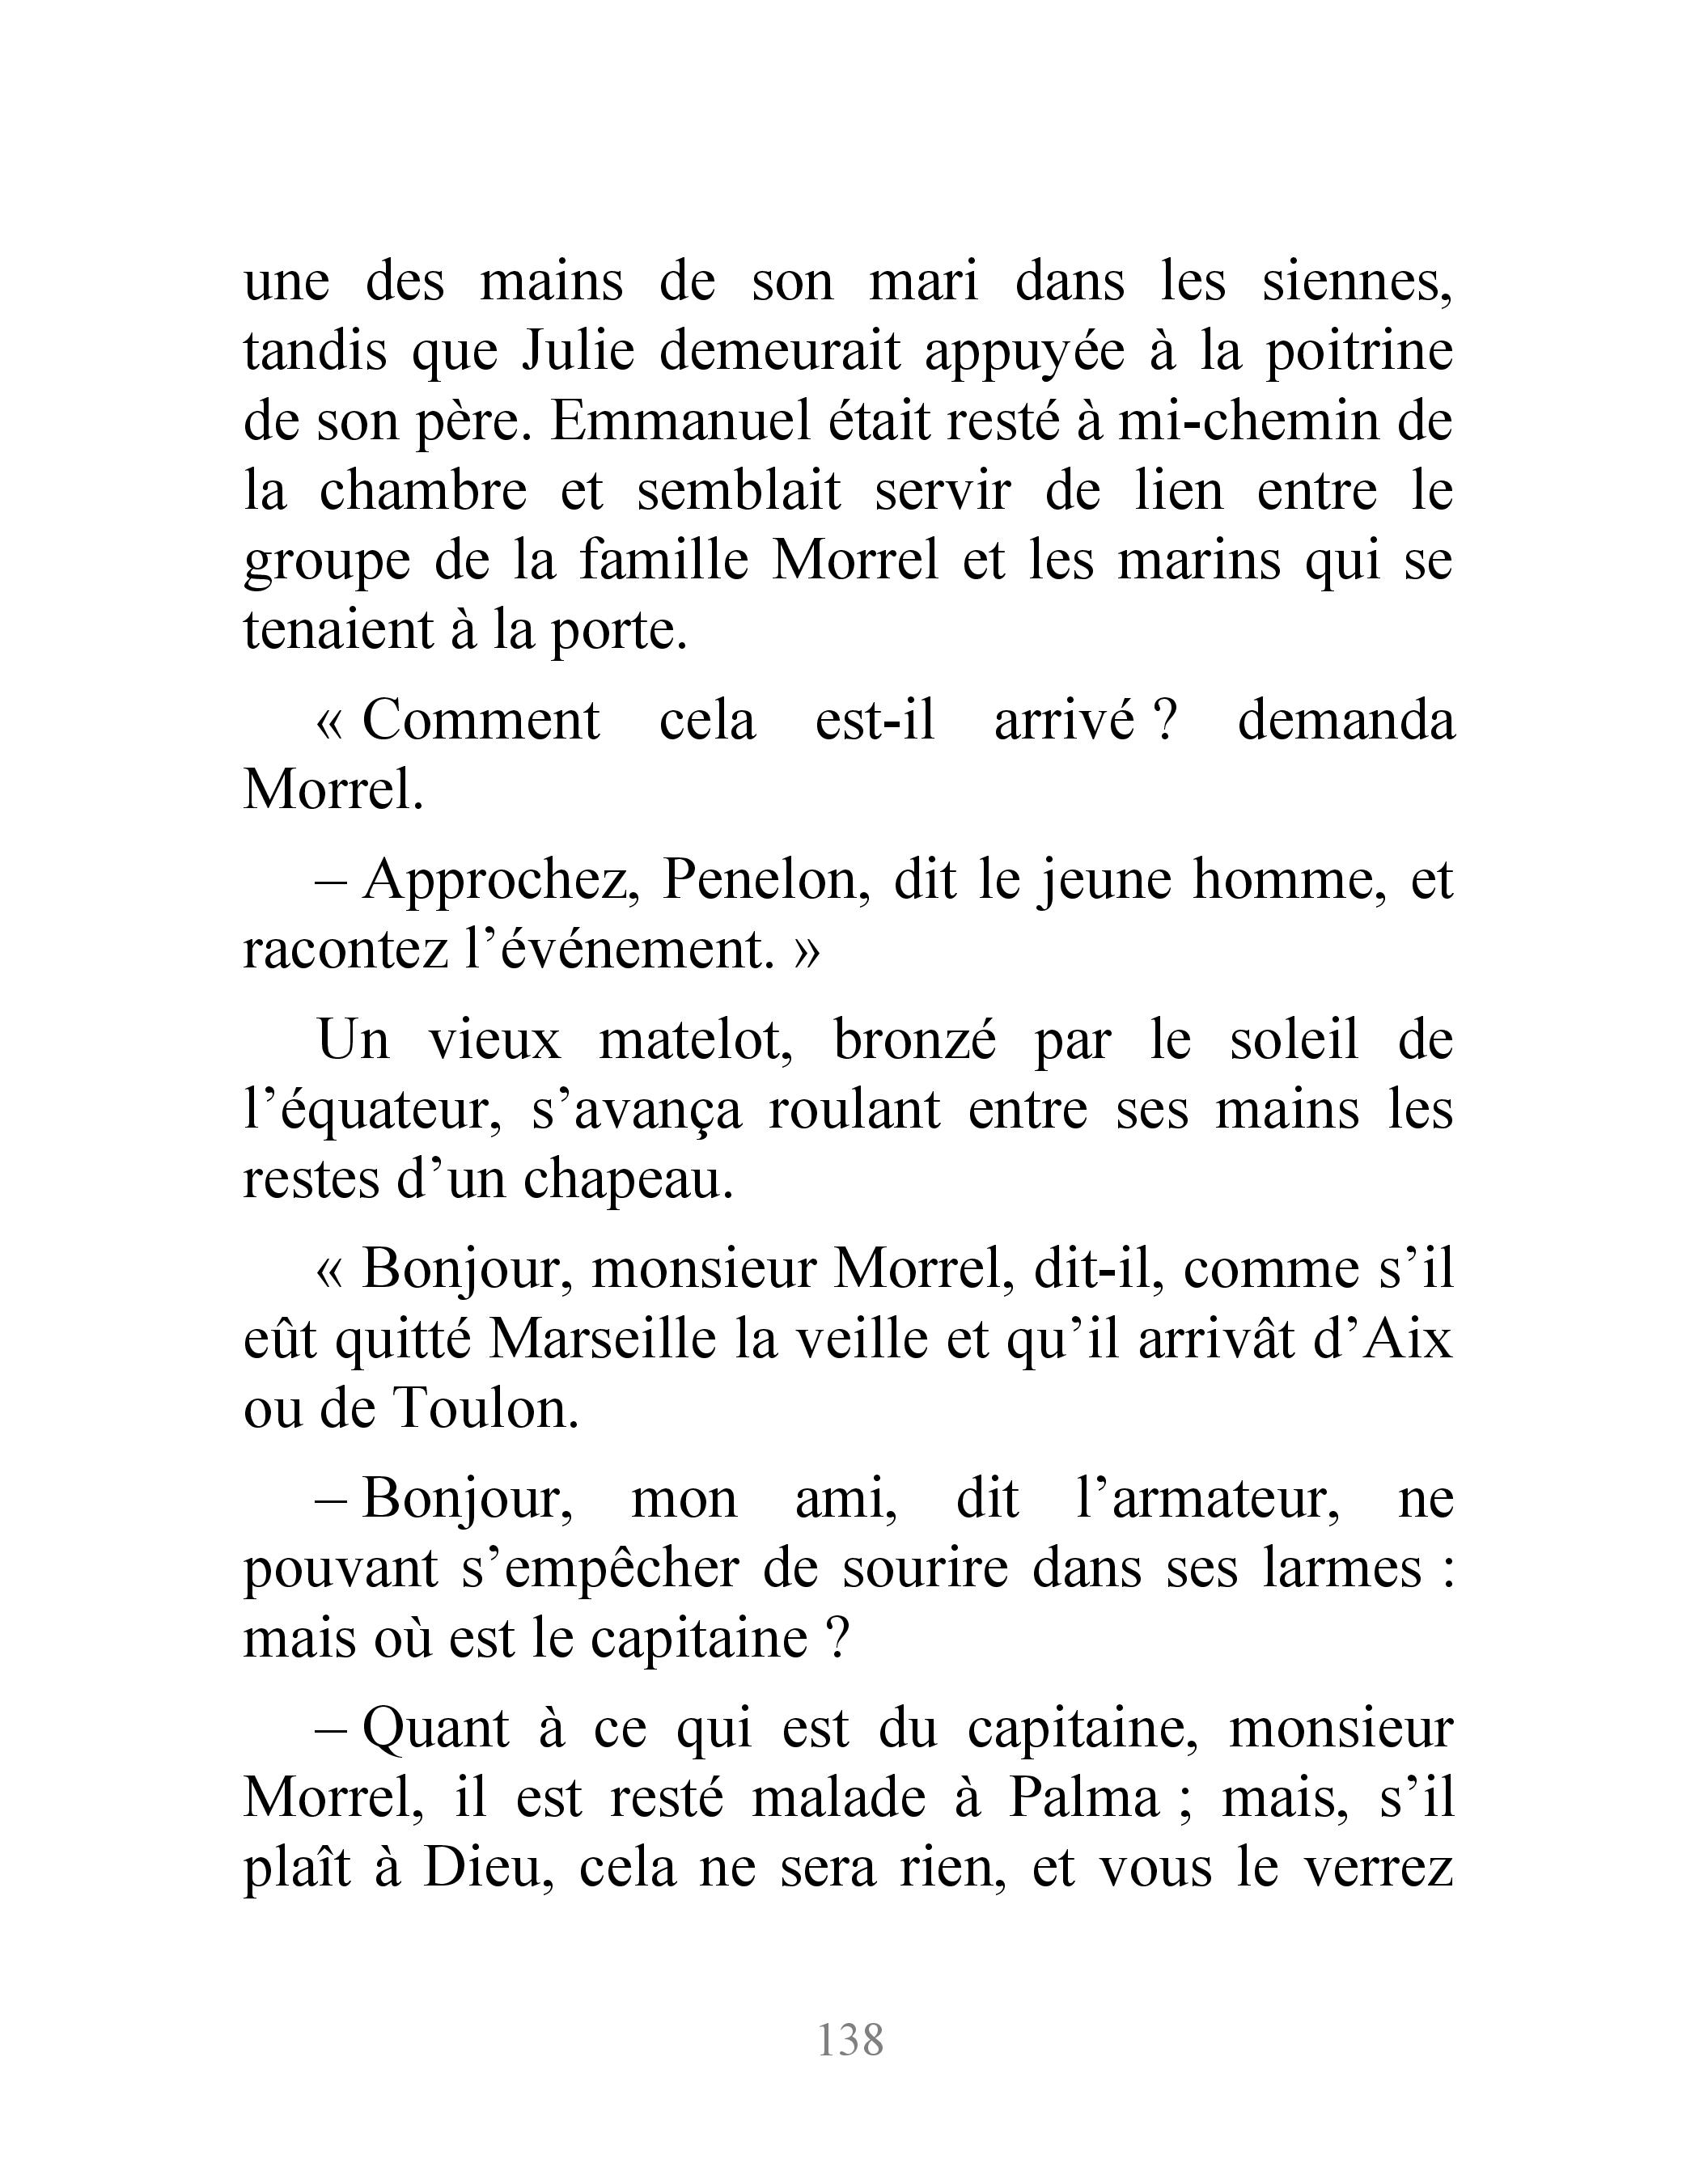 une des mains de son mari dans les siennes,
tandis que Julie demeurait appuyée à la poitrine
de son père. Emmanuel était resté à mi-chemin de
la chambre et semblait servir de lien entre le
groupe de la famille Morrel et les marins qui se
tenaient à la porte.
« Comment cela est-il arrivé ? demanda
Morrel.
– Approchez, Penelon, dit le jeune homme, et
racontez l’événement. »
Un vieux matelot, bronzé par le soleil de
l’équateur, s’avança roulant entre ses mains les
restes d’un chapeau.
« Bonjour, monsieur Morrel, dit-il, comme s’il
eût quitté Marseille la veille et qu’il arrivât d’Aix
ou de Toulon.
– Bonjour, mon ami, dit l’armateur, ne
pouvant s’empêcher de sourire dans ses larmes :
mais où est le capitaine ?
– Quant à ce qui est du capitaine, monsieur
Morrel, il est resté malade à Palma ; mais, s’il
plaît à Dieu, cela ne sera rien, et vous le verrez
138